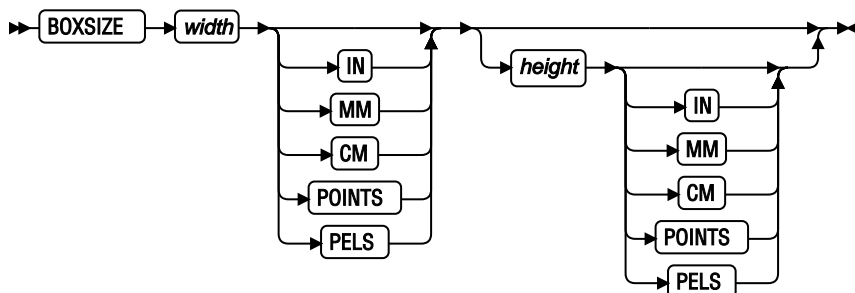 BOXSIZE width
IN
MM
CM
POINTS
PELS
height
IN
MM
CM
POINTS
PELS